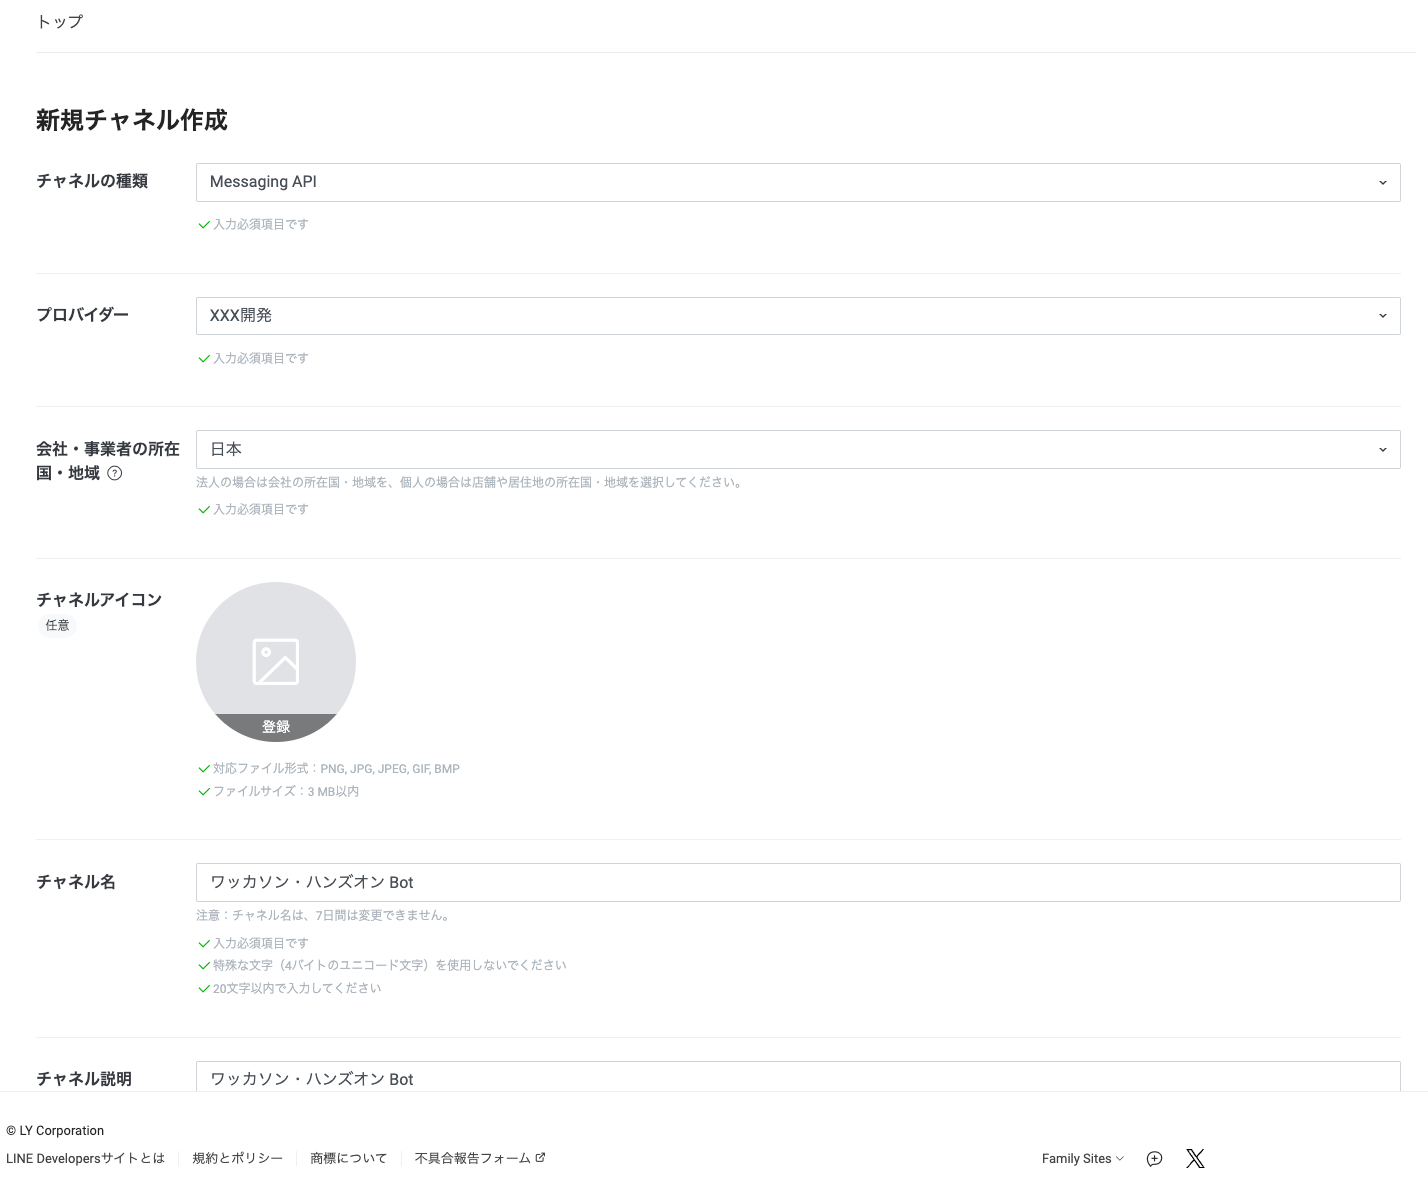 トップ
新規チャネル作成
チャネルの種類
Messaging API
入力必須項目です
プロバイダー
XXX開発
入力必須項目です
会社・事業者の所在
国・地域
日本
法人の場合は会社の所在国・地域を、個人の場合は店舗や居住地の所在国・地域を選択してください。
入力必須項目です
チャネルアイコン
任意
登録
対応ファイル形式：PNG, JPG, JPEG, GIF, BMP
ファイルサイズ：3 MB以内
チャネル名
ワッカソン・ハンズオン Bot
注意：チャネル名は、7日間は変更できません。
入力必須項目です
特殊な文字（4バイトのユニコード文字）を使用しないでください
20文字以内で入力してください
チャネル説明
ワッカソン・ハンズオン Bot
© LY Corporation
LINE Developersサイトとは
規約とポリシー
商標について
不具合報告フォーム
Family Sites